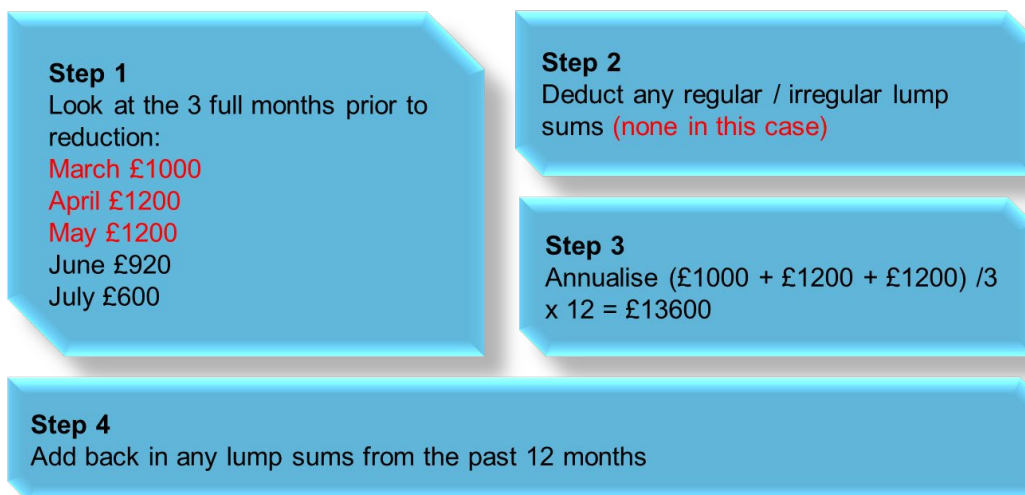 Step 1
Look at the 3 full months prior to
reduction:
March £1000
April £1200
May £1200
June £920
July £600
Step 2
Deduct any regular / irregular lump
sums (none in this case)
Step 3
Annualise (£1000 + £1200 + £1200) /3
x 12 = £13600
Step 4
Add back in any lump sums from the past 12 months